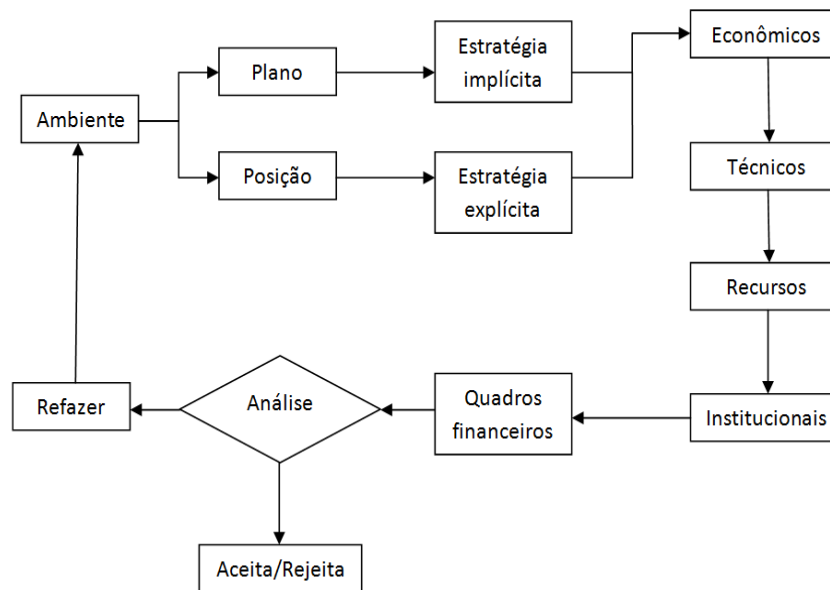 Ambiente
Plano
Posição
Estratégia
implícita
Estratégia
explícita
Econômicos
Técnicos
Recursos
Institucionais
Quadros
financeiros
Análise
Refazer
Aceita/Rejeita